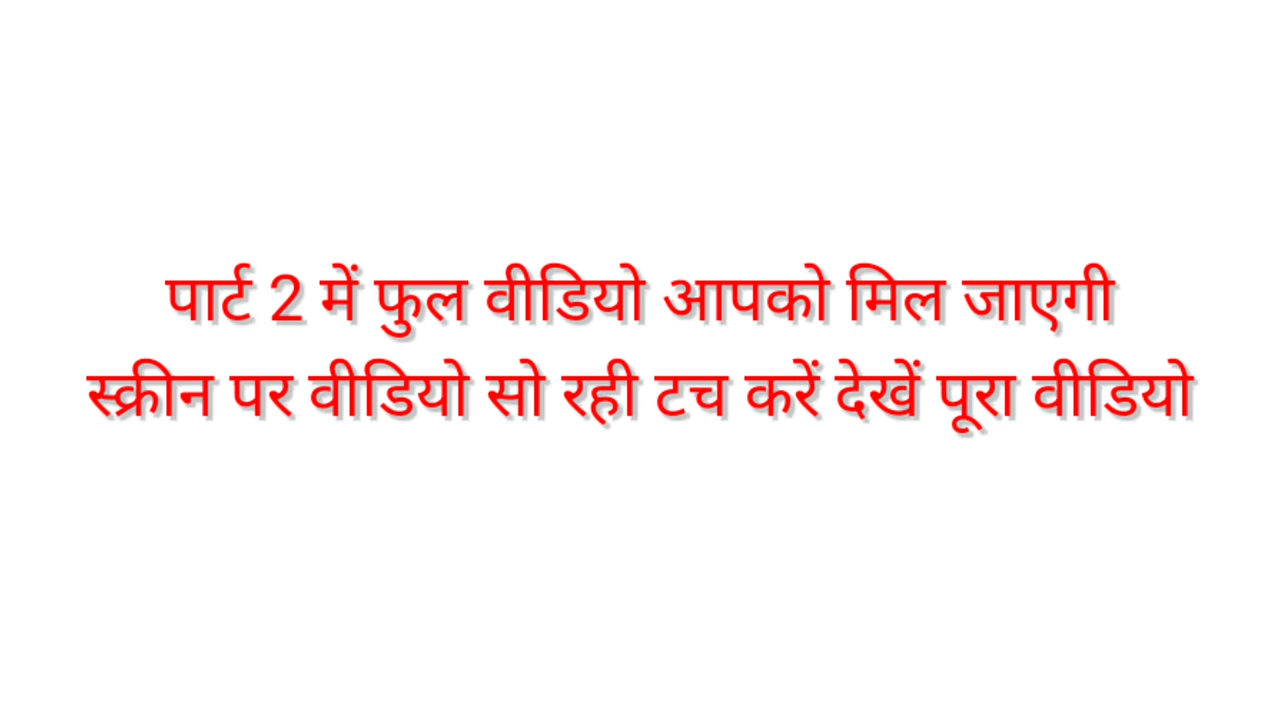 पार्ट 2 में फुल वीडियो आपको मिल जाएगी
स्क्रीन पर वीडियो सो रही टच करें देखें पूरा वीडियो